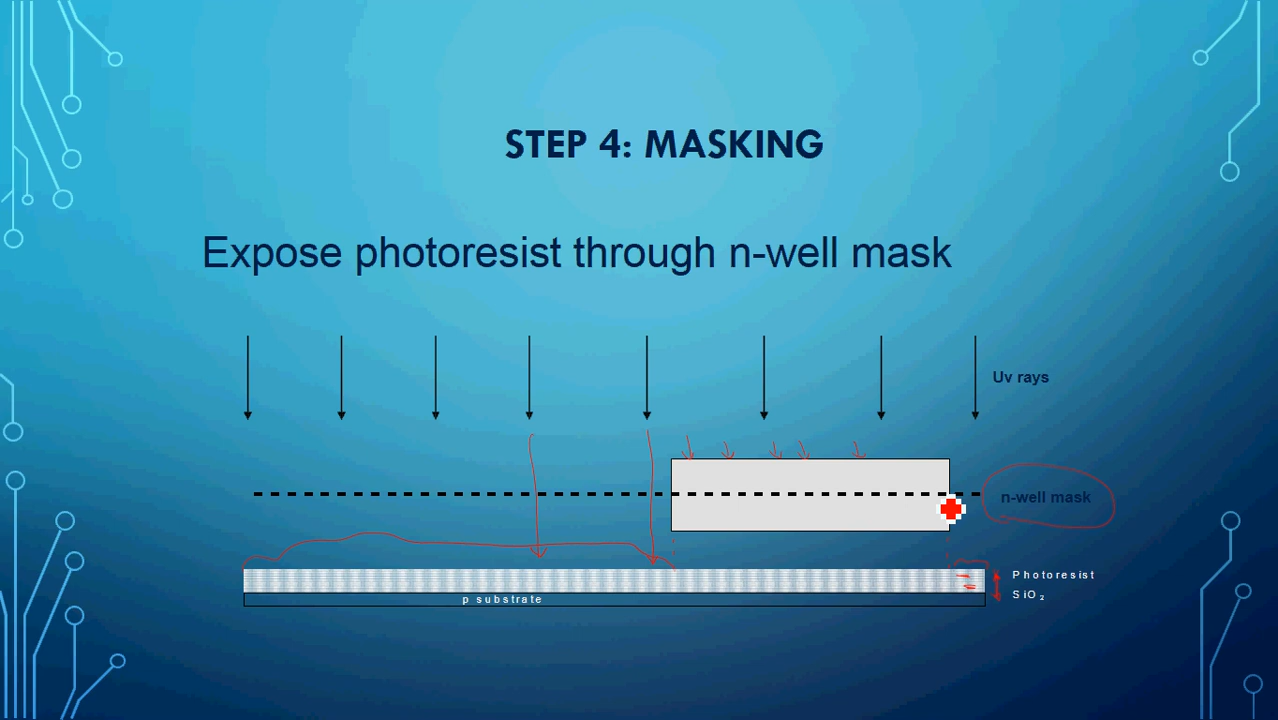 STEP 4: MASKING
Expose photoresist through n-well mask
Uv rays
n-well mask
Photoresist
SiO₂
p substrate